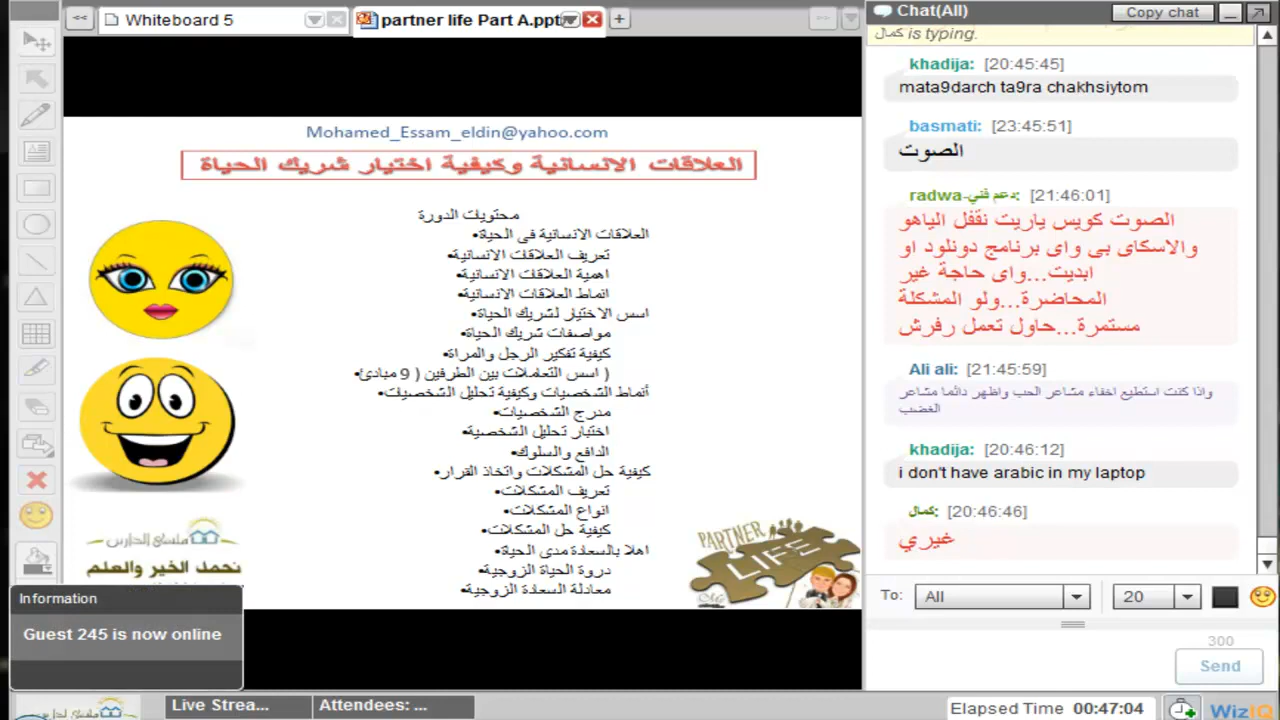 Whiteboard 5
partner life Part A.ppt
Mohamed_Essam_eldin@yahoo.com
العلاقات الانسانية وكيفية اختيار شريك الحياة
محتويات الدورة
العلاقات الانسانية فى الحياة•
تعريف العلاقات الانسانية•
اهمية العلاقات الانسانية•
انماط العلاقات الانسانية•
اسس الاختيار لشريك الحياة•
مواصفات شريك الحياة•
كيفية تفكير الرجل والمراة•
( اسس التعاملات بين الطرفين ( 9 مبادئ•
أنماط الشخصيات وكيفية تحليل الشخصيات•
مدرج الشخصيات•
اختبار تحليل الشخصية•
الدافع والسلوك•
كيفية حل المشكلات واتخاذ القرار•
تعريف المشكلات•
انواع المشكلات•
كيفية حل المشكلات•
اهلا بالسعادة مدى الحياة•
دروة الحياة الزوجية•
معادلة السعادة الزوجية•
ملتقى الدارس
نحمد الخير والعلم
PARTNER
LIFE
Information
Guest 245 is now online
Chat(All)
Copy chat
كمال is typing.
khadija: [20:45:45]
mata9darch ta9ra chakhsiytom
basmati: [23:45:51]
الصوت
radwa-دعم فني: [21:46:01]
الصوت كويس ياريت نقفل الياهو
والاسكاى بى واى برنامج دونلود او
ابديت...واى حاجة غير
المحاضرة...ولو المشكلة
مستمرة...حاول تعمل رفرش
Ali ali: [21:45:59]
واذا كنت استطيع اخفاء مشاعر الحب واظهر دائما مشاعر
الغضب
khadija: [20:46:12]
i don't have arabic in my laptop
كمال: [20:46:46]
غيري
To: All 20
300
Send
Live Strea...
Attendees: ...
Elapsed Time 00:47:04
WizIQ